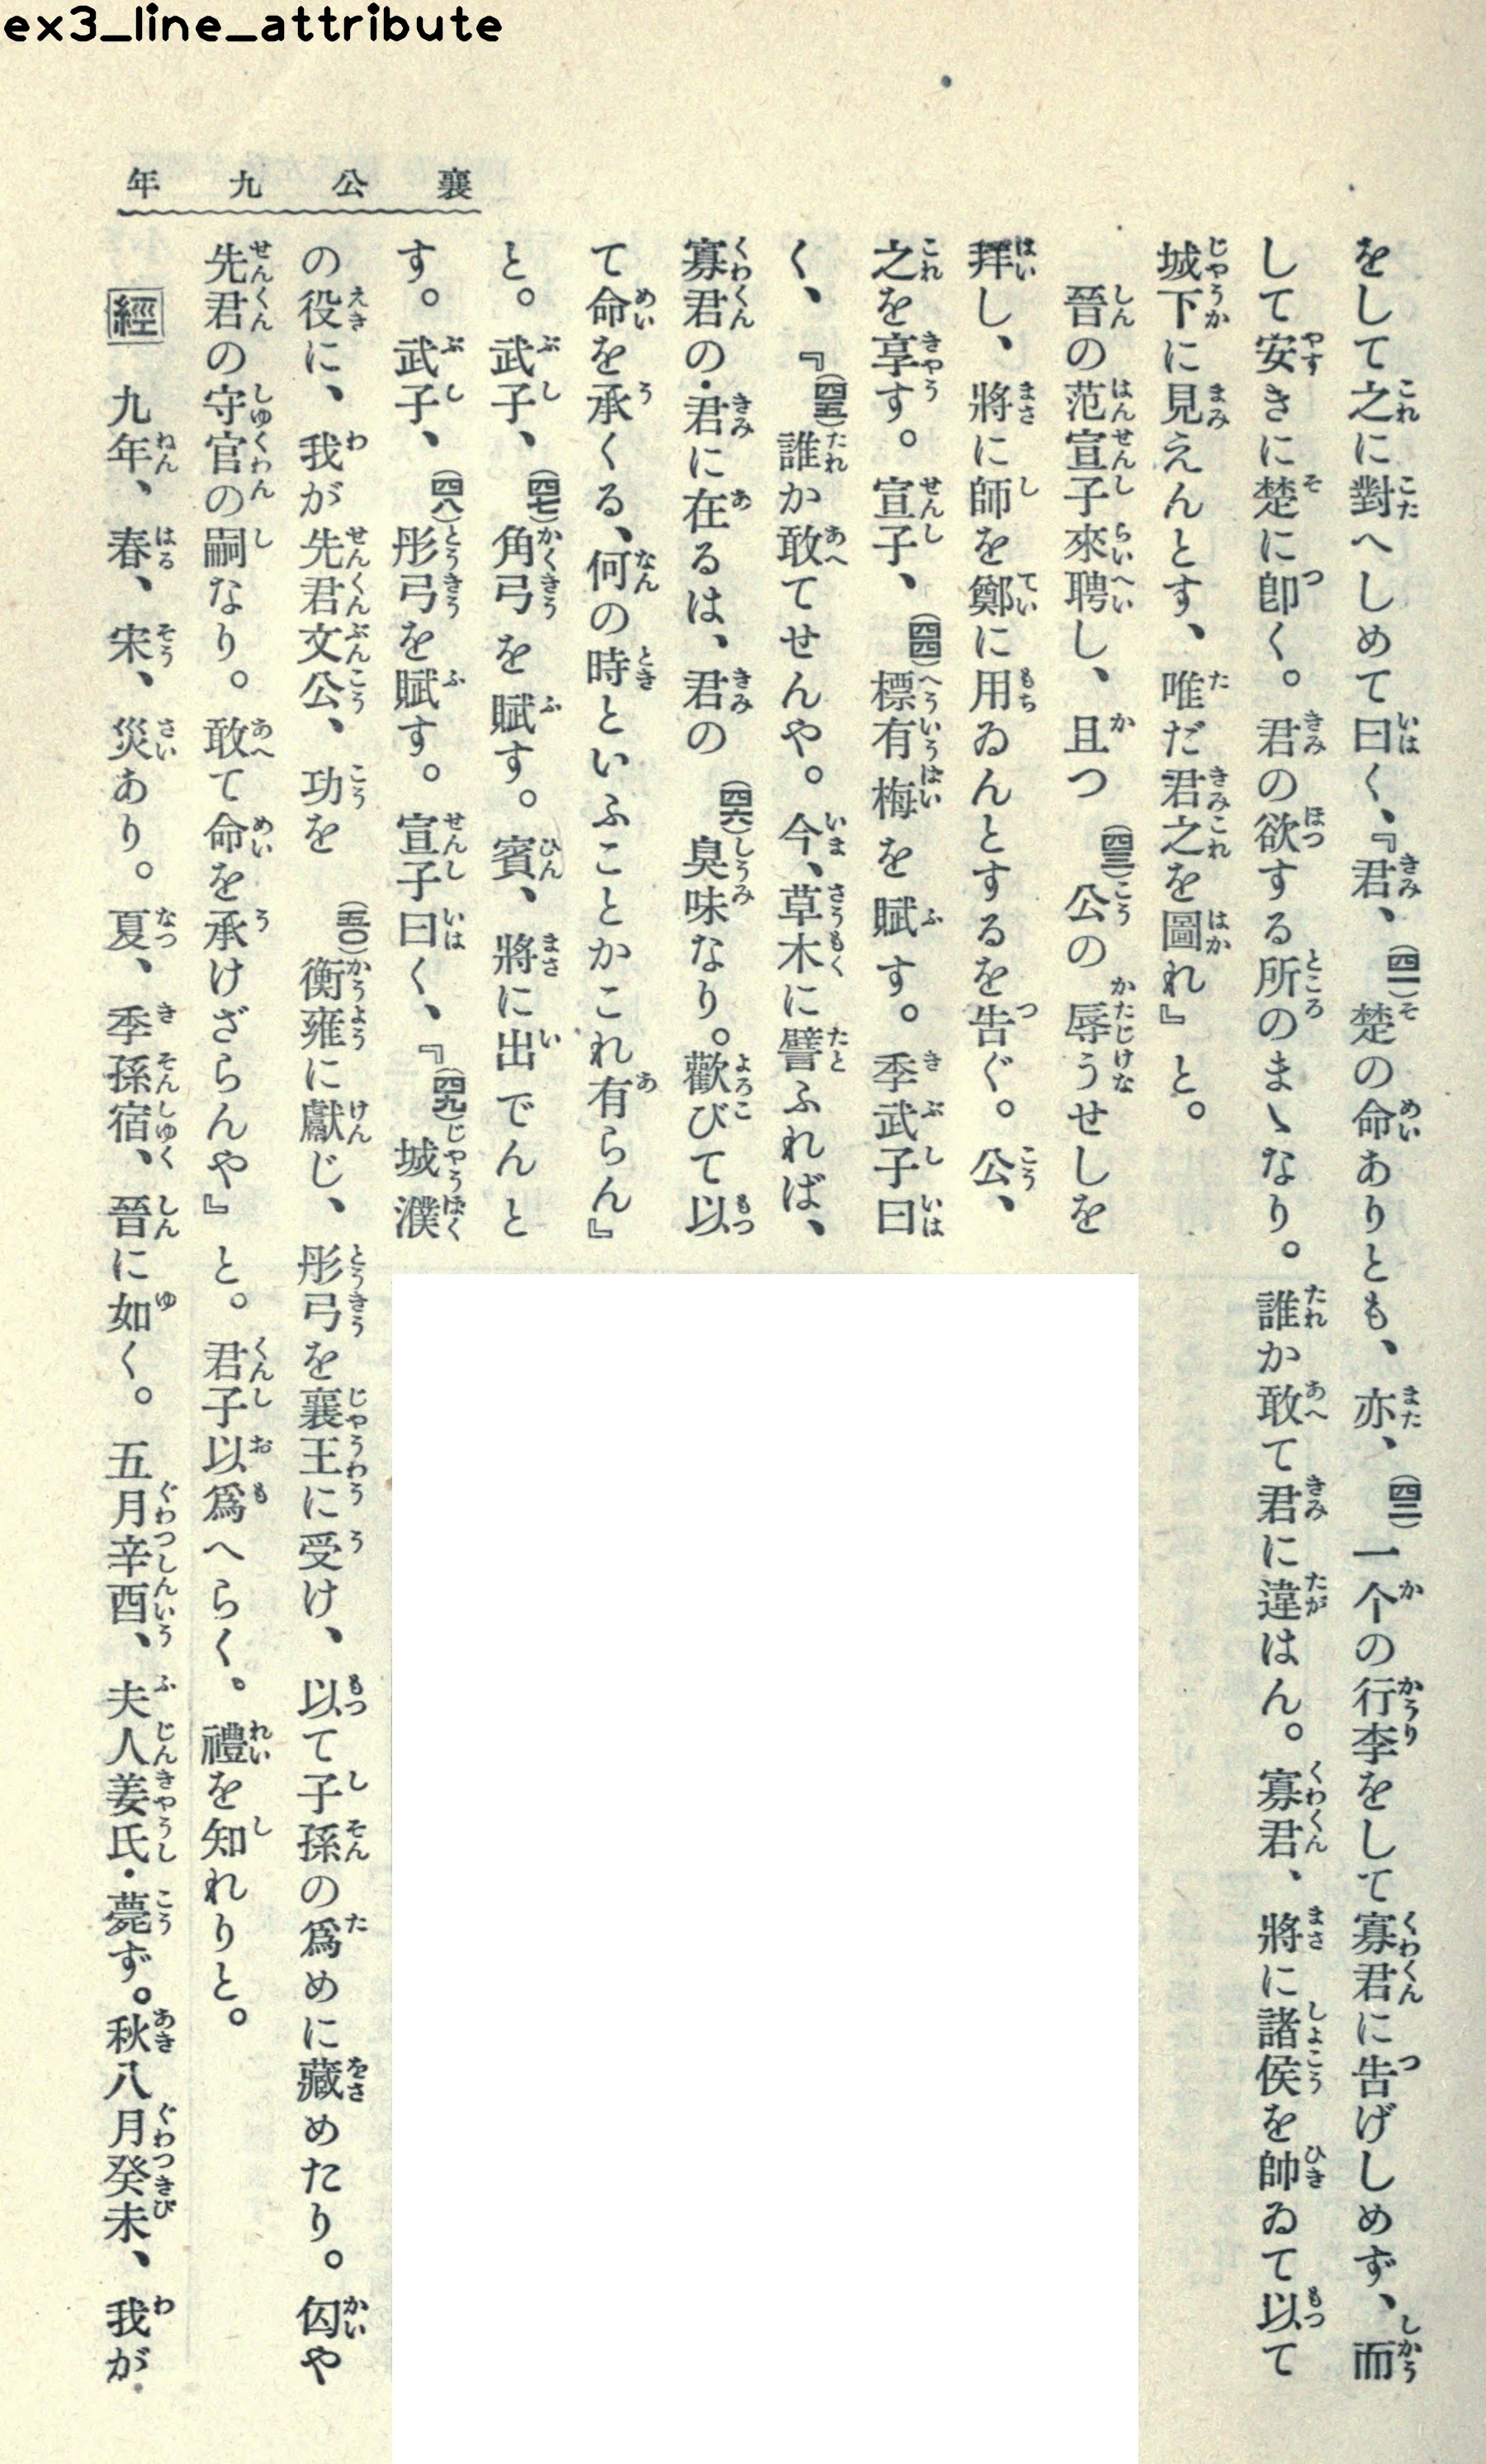 ex3_line_attribute
襄公九年
をして之に對へしめて曰く、『君、(四一)楚の命ありとも、亦、(四二)一个の行李をして寡君に告げしめず、而
して安きに楚に卽く。君の欲する所のまゝなり。誰か敢て君に違はん。寡君、將に諸侯を帥ゐて以て
城下に見えんとす、唯だ君之を圖れ』と。
晉の范宣子來聘し、且つ(四三)公の辱うせしを
拜し、將に師を鄭に用ゐんとするを告ぐ。公、
之を享す。宣子、(四四)標有梅を賦す。季武子曰
く、『(四五)誰か敢てせんや。今、草木に譬ふれば、
寡君の・君に在るは、君の(四六)臭味なり。歡びて以
て命を承くる、何の時といふことかこれ有らん』
と。武子、(四七)角弓を賦す。賓、將に出でんと
す。武子、(四八)彤弓を賦す。宣子曰く、『(四九)城濮
の役に、我が先君文公、功を(五〇)衡雍に獻じ、彤弓を襄王に受け、以て子孫の爲めに藏めたり。匃や
先君の守官の嗣なり。敢て命を承けざらんや』と。君子以爲へらく。禮を知れりと。
經 九年、春、宋、災あり。夏、季孫宿、晉に如く。五月辛酉、夫人姜氏・薨ず。秋八月癸未、我が